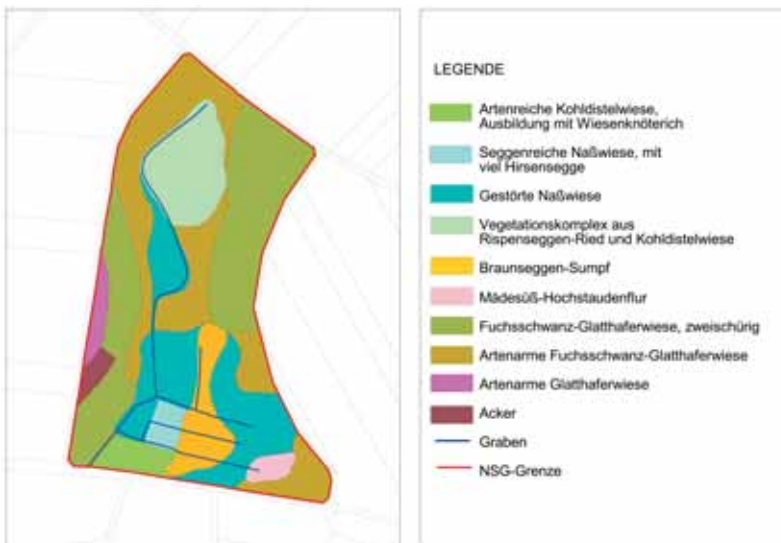 LEGENDE
Artenreiche Kohldistelwiese,
Ausbildung mit Wiesenknöterich
Seggenreiche Naßwiese, mit
viel Hirsensegge
Gestörte Naßwiese
Vegetationskomplex aus
Rispenseggen-Ried und Kohldistelwiese
Braunseggen-Sumpf
Mädesüß-Hochstaudenflur
Fuchsschwanz-Glatthaferwiese, zweischürig
Artenarme Fuchsschwanz-Glatthaferwiese
Artenarme Glatthaferwiese
Acker
Graben
NSG-Grenze